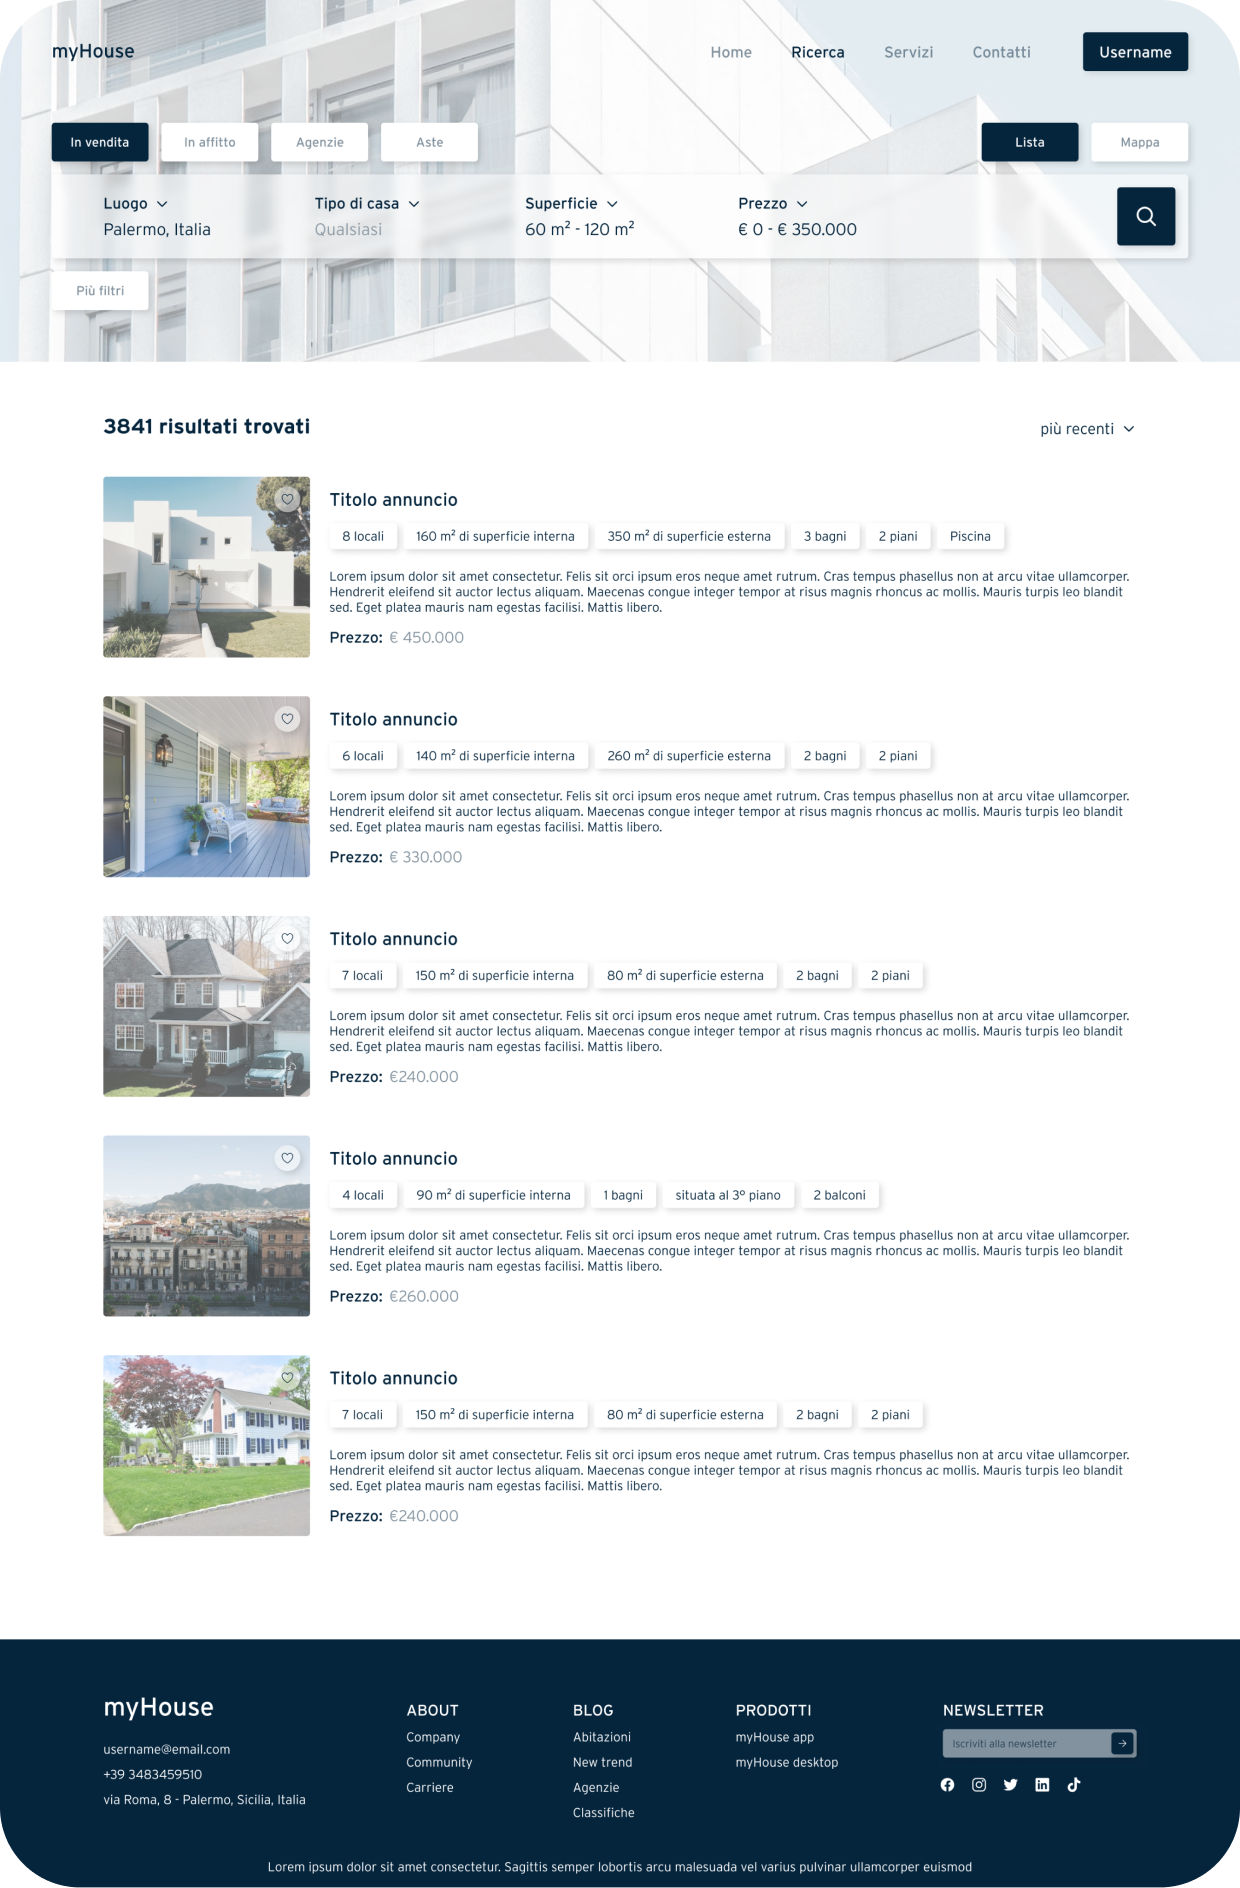 myHouse
Home Ricerca Servizi Contatti Username
In vendita In affitto Agenzie Aste Lista Mappa
Luogo Tipo di casa Superficie Prezzo
Palermo, Italia Qualsiasi 60 m² - 120 m² € 0 - € 350.000
Più filtri
3841 risultati trovati
più recenti
Titolo annuncio
8 locali 160 m² di superficie interna 350 m² di superficie esterna 3 bagni 2 piani Piscina
Lorem ipsum dolor sit amet consectetur. Felis sit orci ipsum eros neque amet rutrum. Cras tempus phasellus non at arcu vitae ullamcorper.
Hendrerit eleifend sit auctor lectus aliquam. Maecenas congue integer tempor at risus magnis rhoncus ac mollis. Mauris turpis leo blandit
sed. Eget platea mauris nam egestas facilisi. Mattis libero.
Prezzo: € 450.000
Titolo annuncio
6 locali 140 m² di superficie interna 260 m² di superficie esterna 2 bagni 2 piani
Lorem ipsum dolor sit amet consectetur. Felis sit orci ipsum eros neque amet rutrum. Cras tempus phasellus non at arcu vitae ullamcorper.
Hendrerit eleifend sit auctor lectus aliquam. Maecenas congue integer tempor at risus magnis rhoncus ac mollis. Mauris turpis leo blandit
sed. Eget platea mauris nam egestas facilisi. Mattis libero.
Prezzo: € 330.000
Titolo annuncio
7 locali 150 m² di superficie interna 80 m² di superficie esterna 2 bagni 2 piani
Lorem ipsum dolor sit amet consectetur. Felis sit orci ipsum eros neque amet rutrum. Cras tempus phasellus non at arcu vitae ullamcorper.
Hendrerit eleifend sit auctor lectus aliquam. Maecenas congue integer tempor at risus magnis rhoncus ac mollis. Mauris turpis leo blandit
sed. Eget platea mauris nam egestas facilisi. Mattis libero.
Prezzo: €240.000
Titolo annuncio
4 locali 90 m² di superficie interna 1 bagni situata al 3º piano 2 balconi
Lorem ipsum dolor sit amet consectetur. Felis sit orci ipsum eros neque amet rutrum. Cras tempus phasellus non at arcu vitae ullamcorper.
Hendrerit eleifend sit auctor lectus aliquam. Maecenas congue integer tempor at risus magnis rhoncus ac mollis. Mauris turpis leo blandit
sed. Eget platea mauris nam egestas facilisi. Mattis libero.
Prezzo: €260.000
Titolo annuncio
7 locali 150 m² di superficie interna 80 m² di superficie esterna 2 bagni 2 piani
Lorem ipsum dolor sit amet consectetur. Felis sit orci ipsum eros neque amet rutrum. Cras tempus phasellus non at arcu vitae ullamcorper.
Hendrerit eleifend sit auctor lectus aliquam. Maecenas congue integer tempor at risus magnis rhoncus ac mollis. Mauris turpis leo blandit
sed. Eget platea mauris nam egestas facilisi. Mattis libero.
Prezzo: €240.000
myHouse
username@email.com
+39 3483459510
via Roma, 8 - Palermo, Sicilia, Italia
ABOUT
Company
Community
Carriere
BLOG
Abitazioni
New trend
Agenzie
Classifiche
PRODOTTI
myHouse app
myHouse desktop
NEWSLETTER
Iscriviti alla newsletter
Lorem ipsum dolor sit amet consectetur. Sagittis semper lobortis arcu malesuada vel varius pulvinar ullamcorper euismod